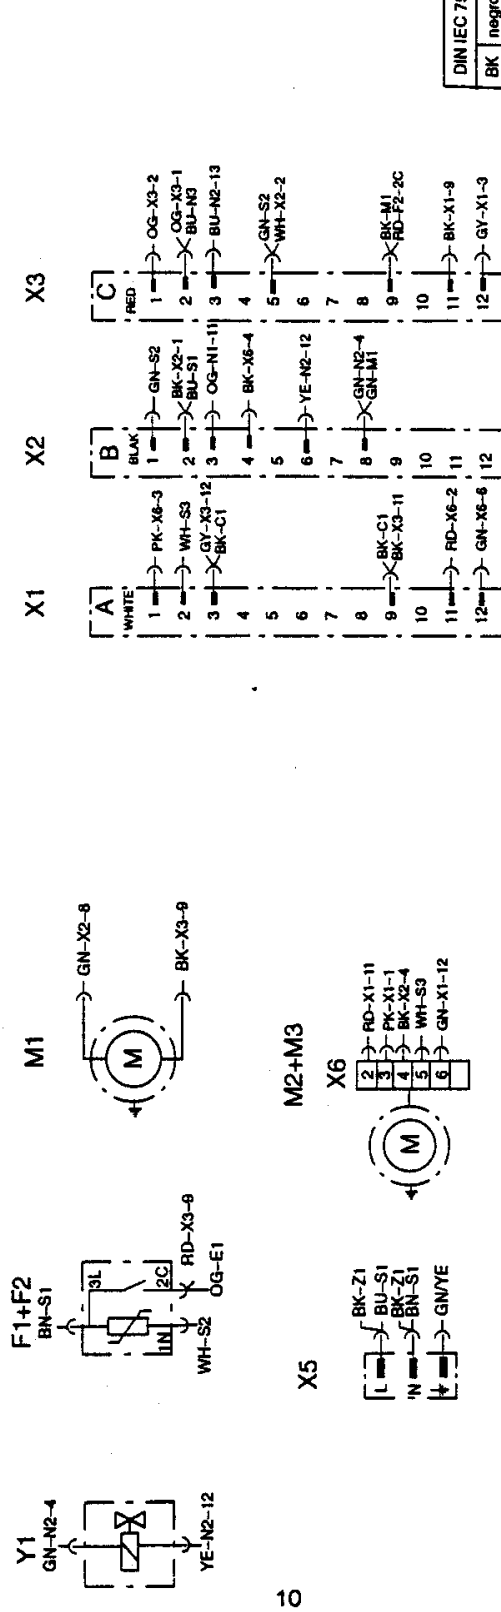 Y1
GN-N2-4
YE-N2-12
F1+F2
BN-S1
3L
1N
2C
WH-S2
RD-X3-9
OG-E1
M1
M
GN-X2-8
BK-X3-9
X5
L
N
BK-Z1
BU-S1
BK-Z1
BN-S1
GN/YE
M2+M3
X6
M
2 RD-X1-11
3 PK-X1-1
4 BK-X2-4
5 WH-S3
6 GN-X1-12
X1
A
WHITE
1 PK-X6-3
2 WH-S3
3 GY-X3-12
BK-C1
4
5
6
7
8
9 BK-C1
BK-X3-11
10
11 RD-X6-2
12 GN-X6-6
X2
B
BLAK
1 GN-S2
2 BK-X2-1
BU-S1
3 OG-N1-11
4 BK-X6-4
5
6 YE-N2-12
7
8 GN-N2-4
GN-M1
9
10
11
12
X3
C
RED
1 OG-X3-2
2 OG-X3-1
BU-N3
3 BU-N2-13
4
5 GN-S2
WH-X2-2
6
7
8
9 BK-M1
RD-F2-2C
10
11 BK-X1-9
12 GY-X1-3
DIN IEC
BK
10